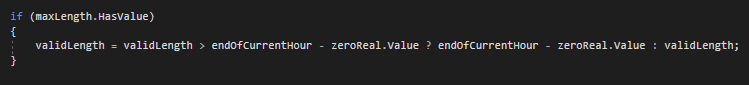 if (maxLength.HasValue)
{
validLength = validLength > endOfCurrentHour - zeroReal.Value ? endOfCurrentHour - zeroReal.Value : validLength;
}